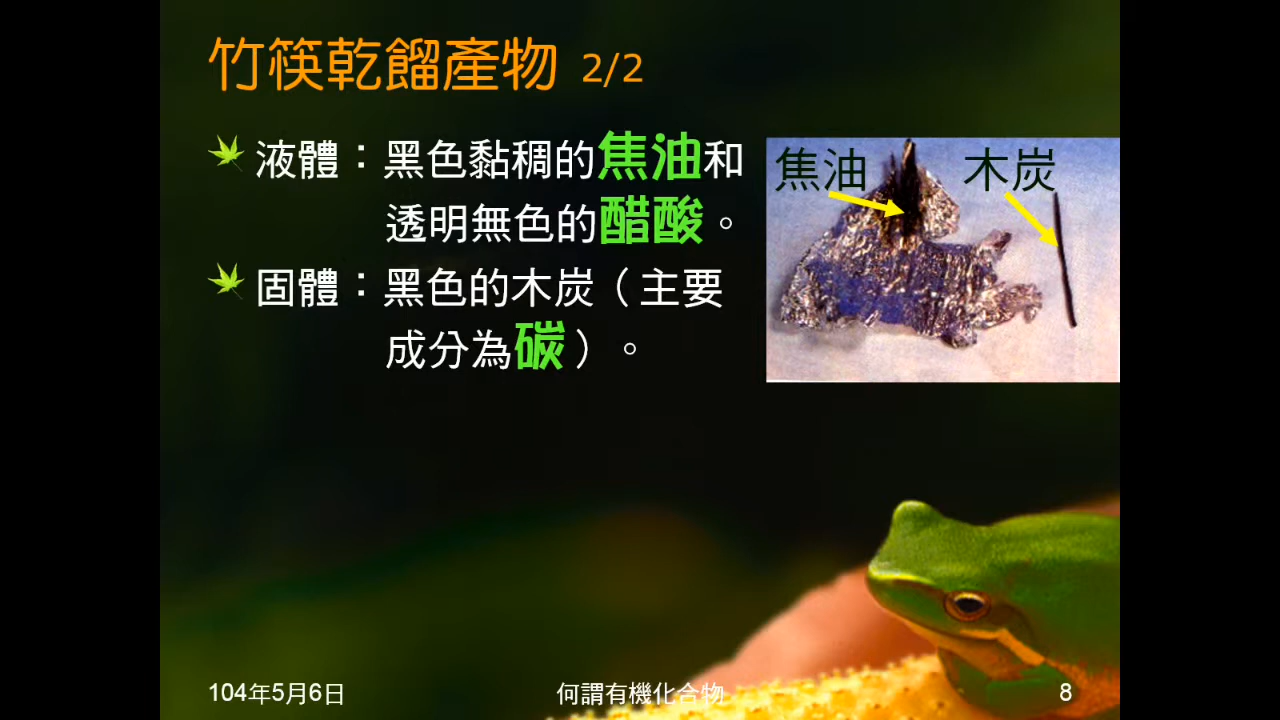 竹筷乾餾產物 2/2
液體：黑色黏稠的焦油和
透明無色的醋酸。
固體：黑色的木炭（主要
成分為碳）。
焦油
木炭
104年5月6日
何謂有機化合物
8